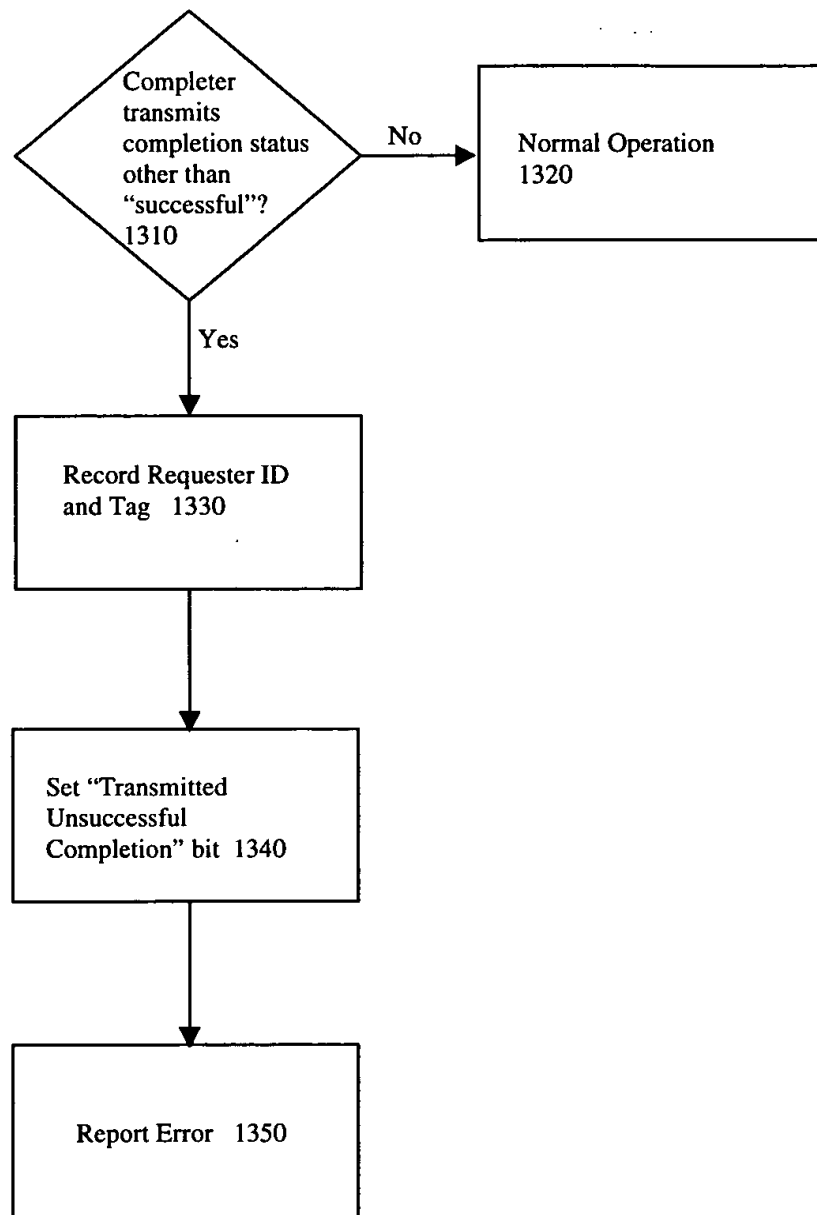 Completer
transmits
completion status
other than
“successful”?
1310
No
Normal Operation
1320
Yes
Record Requester ID
and Tag 1330
Set “Transmitted
Unsuccessful
Completion” bit 1340
Report Error 1350